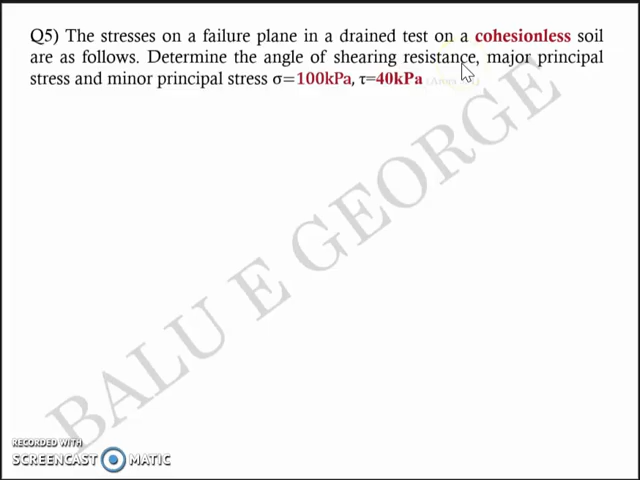 Q5) The stresses on a failure plane in a drained test on a cohesionless soil
are as follows. Determine the angle of shearing resistance, major principal
stress and minor principal stress σ=100kPa, τ=40kPa
BALU E GEORGE
RECORDED WITH
SCREENCAST MATIC